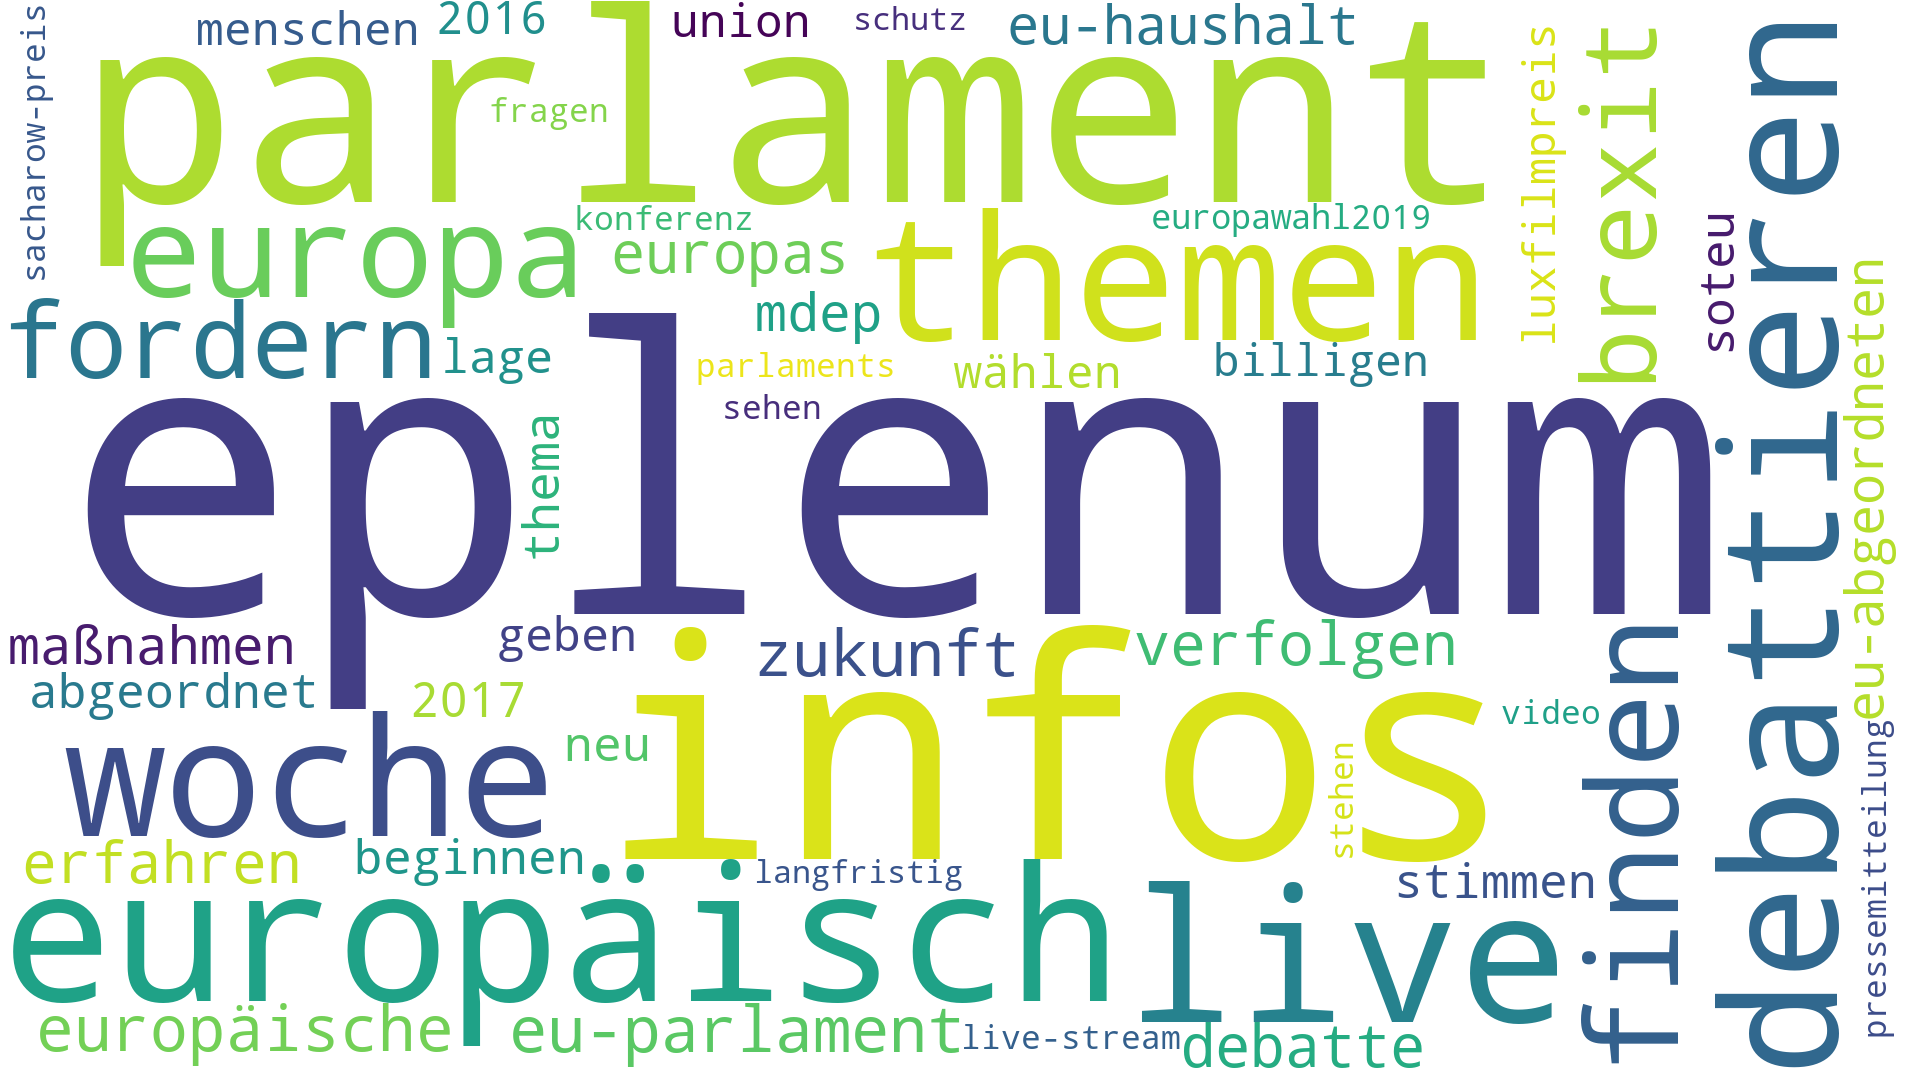 menschen
2016
union
schutz
eu-haushalt
sacharow-preis
parlament
fragen
luxfilmpreis
brexit
debattieren
europa
konferenz
europas
themen
europawahl2019
soteu
eu-abgeordneten
fordern
lage
mdep
parlaments
wählen
billigen
sehen
eplenum
thema
maßnahmen
geben
zukunft
verfolgen
abgeordnet
2017
infos
video
finden
pressemitteilung
woche
neu
stehen
erfahren
beginnen
langfristig
stimmen
europäisch
live
europäische
eu-parlament
live-stream
debatte